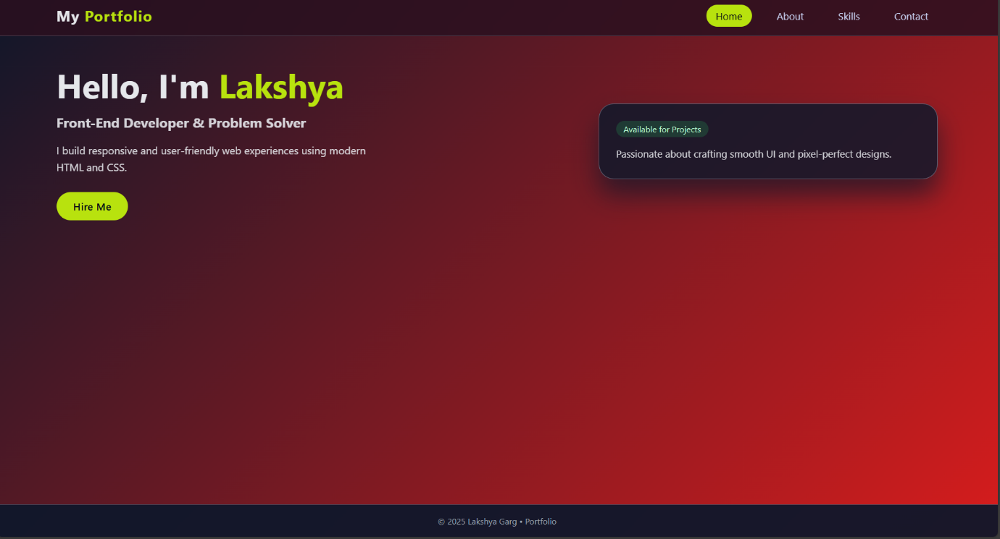 My Portfolio
Home About Skills Contact
Hello, I'm Lakshya
Front-End Developer & Problem Solver
I build responsive and user-friendly web experiences using modern
HTML and CSS.
Hire Me
Available for Projects
Passionate about crafting smooth UI and pixel-perfect designs.
© 2025 Lakshya Garg • Portfolio